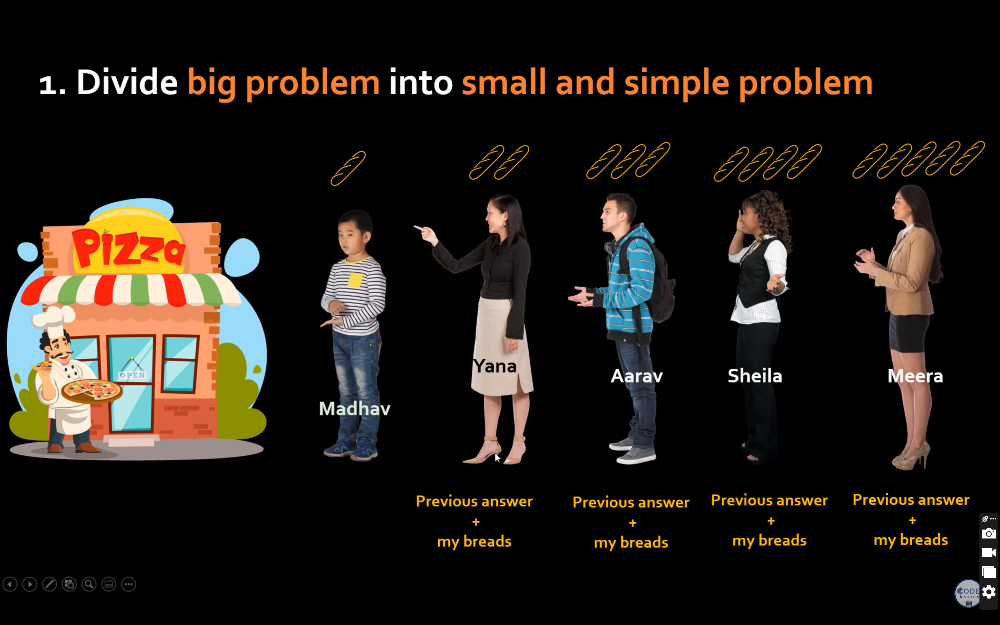 1. Divide big problem into small and simple problem
Pizza
OPEN
Madhav
Yana
Aarav
Sheila
Meera
Previous answer
+
my breads
Previous answer
+
my breads
Previous answer
+
my breads
Previous answer
+
my breads
CODE
BASICS
हिंदी